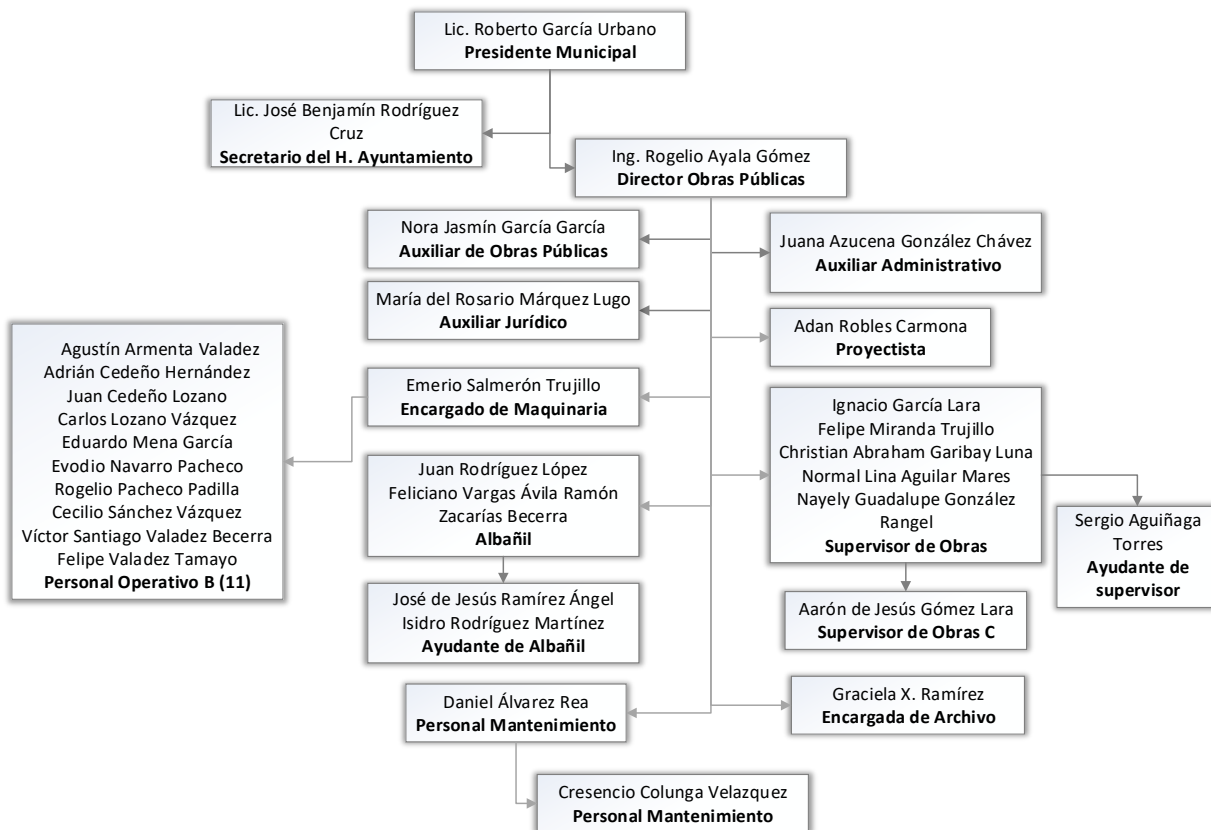 Lic. Roberto García Urbano
Presidente Municipal
Lic. José Benjamín Rodríguez
Cruz
Secretario del H. Ayuntamiento
Ing. Rogelio Ayala Gómez
Director Obras Públicas
Nora Jasmín García García
Auxiliar de Obras Públicas
Juana Azucena González Chávez
Auxiliar Administrativo
María del Rosario Márquez Lugo
Auxiliar Jurídico
Adan Robles Carmona
Proyectista
Agustín Armenta Valadez
Adrián Cedeño Hernández
Juan Cedeño Lozano
Carlos Lozano Vázquez
Eduardo Mena García
Evodio Navarro Pacheco
Rogelio Pacheco Padilla
Cecilio Sánchez Vázquez
Víctor Santiago Valadez Becerra
Felipe Valadez Tamayo
Personal Operativo B (11)
Emerio Salmerón Trujillo
Encargado de Maquinaria
Ignacio García Lara
Felipe Miranda Trujillo
Christian Abraham Garibay Luna
Normal Lina Aguilar Mares
Nayely Guadalupe González
Rangel
Supervisor de Obras
Juan Rodríguez López
Feliciano Vargas Ávila Ramón
Zacarías Becerra
Albañil
Sergio Aguiñaga
Torres
Ayudante de
supervisor
José de Jesús Ramírez Ángel
Isidro Rodríguez Martínez
Ayudante de Albañil
Aarón de Jesús Gómez Lara
Supervisor de Obras C
Daniel Álvarez Rea
Personal Mantenimiento
Graciela X. Ramírez
Encargada de Archivo
Cresencio Colunga Velazquez
Personal Mantenimiento